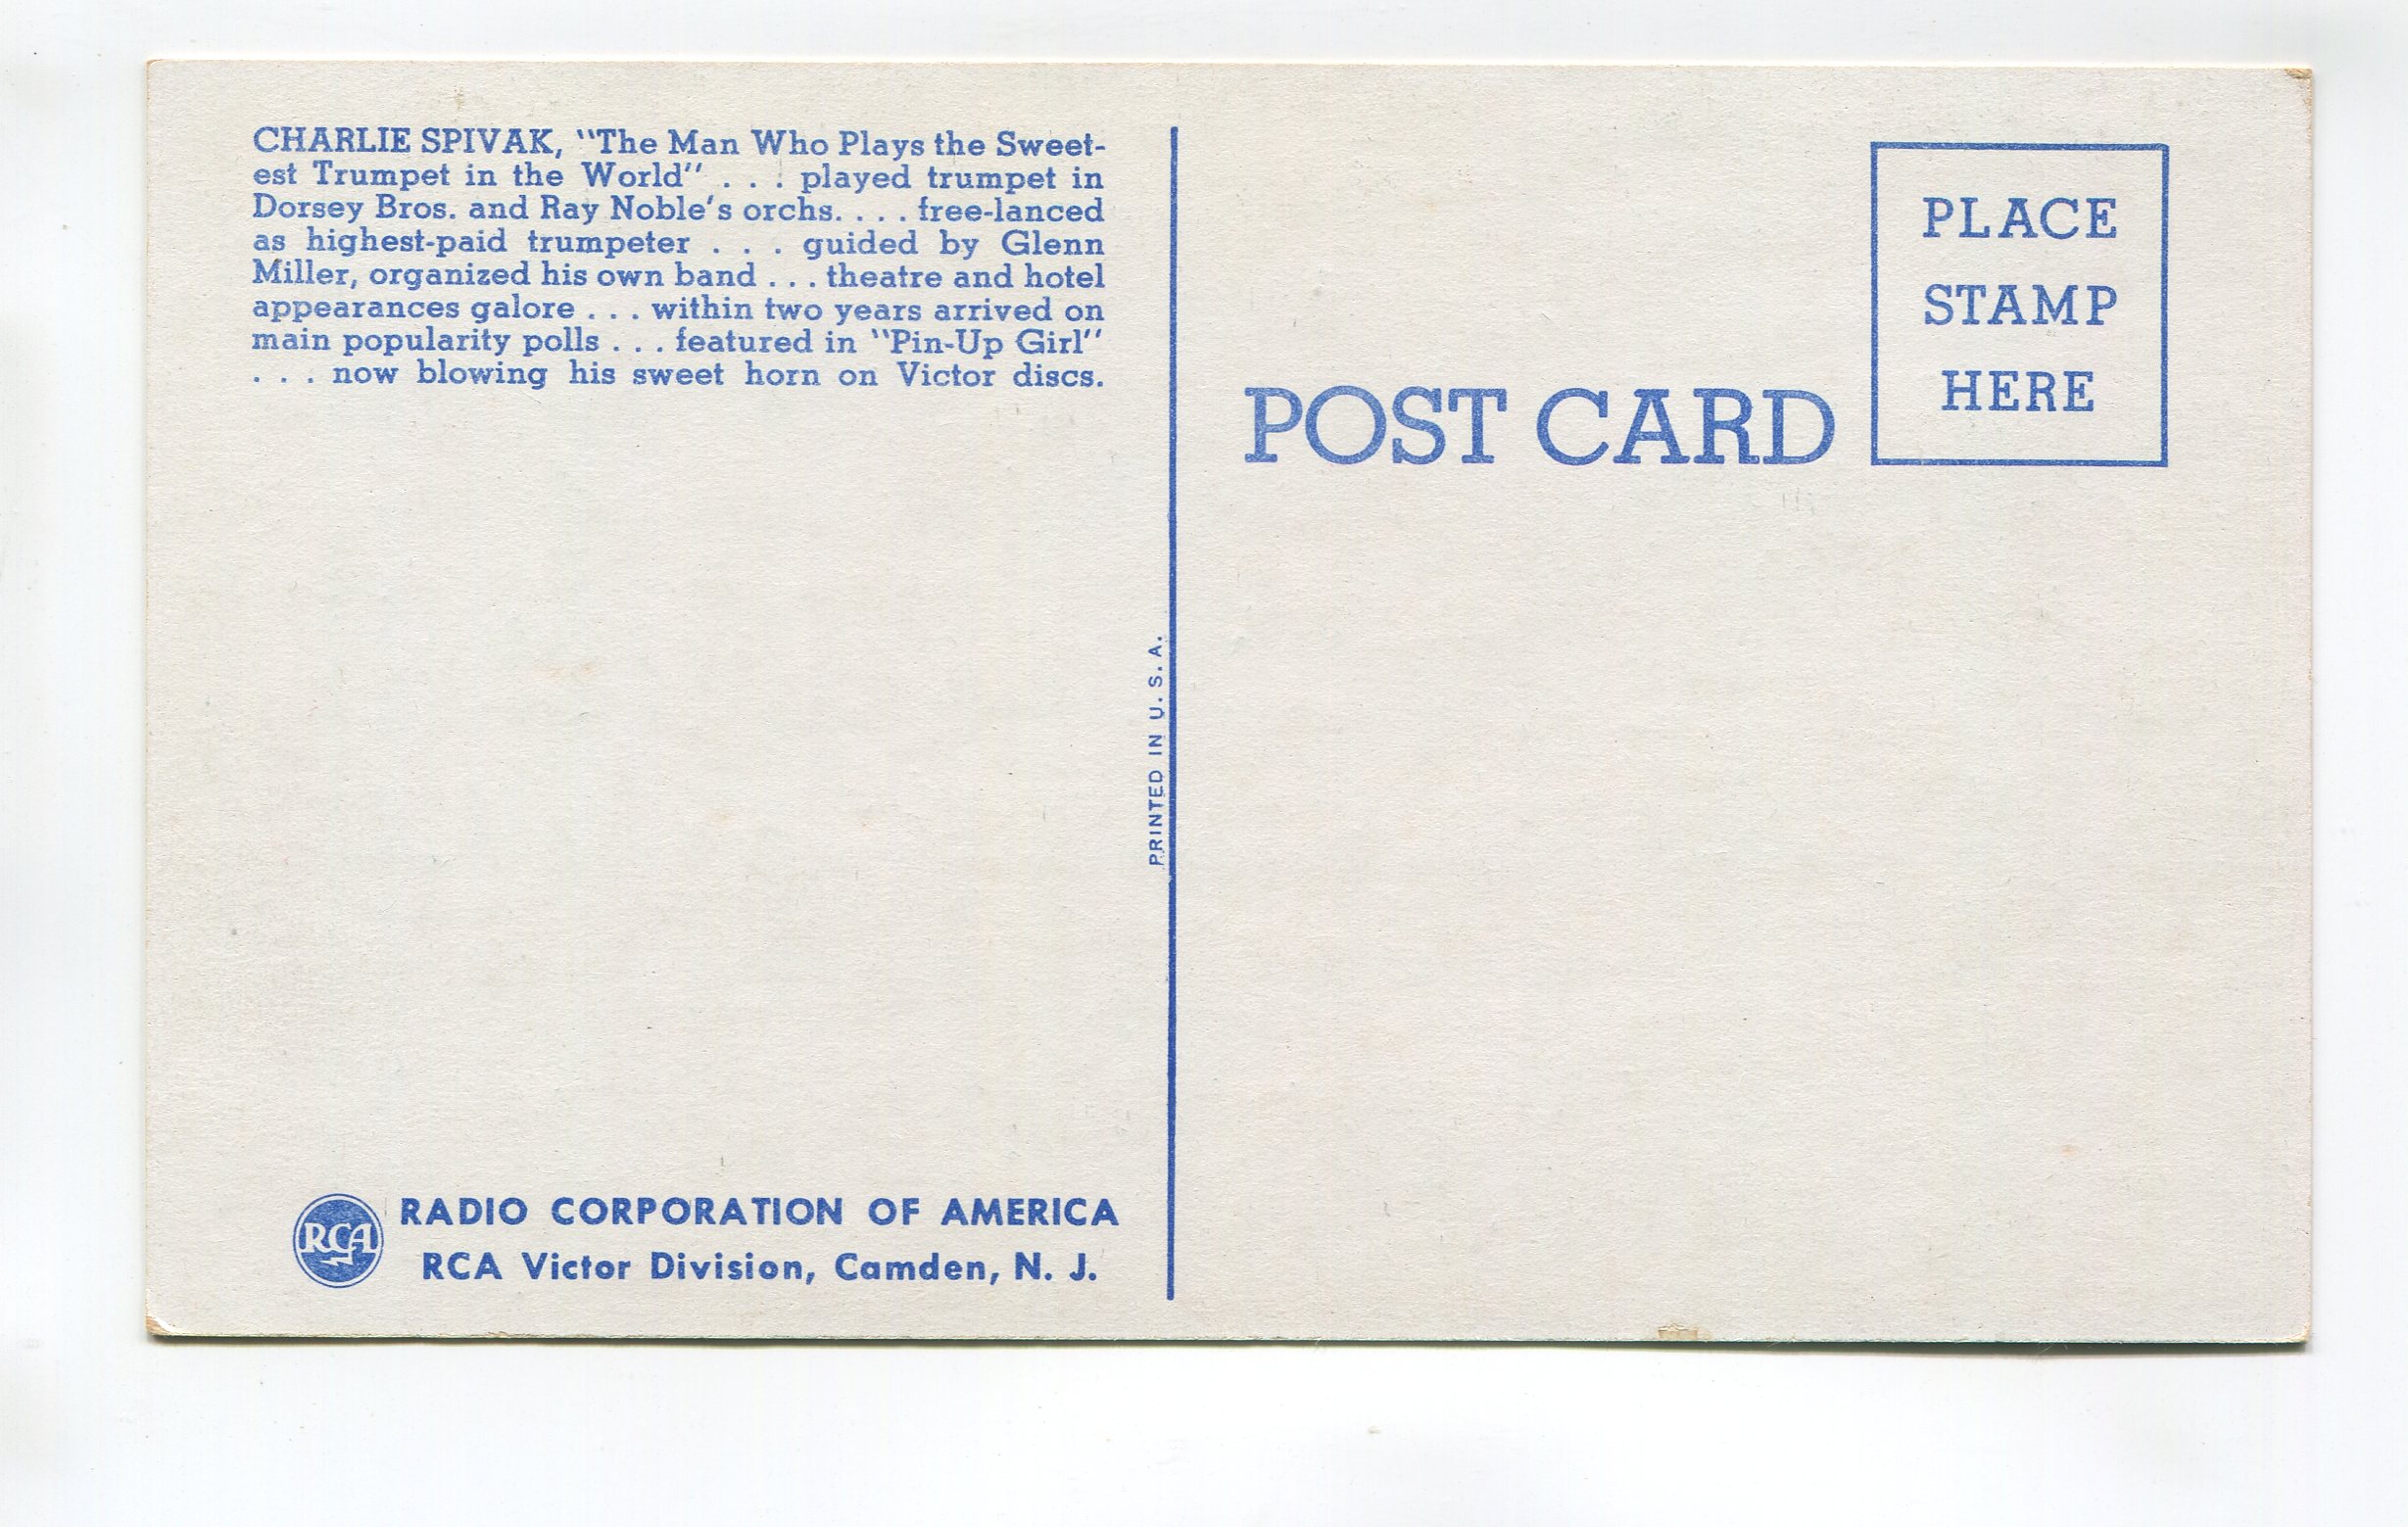 CHARLIE SPIVAK, "The Man Who Plays the Sweet-
est Trumpet in the World" . . . played trumpet in
Dorsey Bros. and Ray Noble's orchs. . . . free-lanced
as highest-paid trumpeter . . . guided by Glenn
Miller, organized his own band . . . theatre and hotel
appearances galore . . . within two years arrived on
main popularity polls . . . featured in "Pin-Up Girl"
. . . now blowing his sweet horn on Victor discs.
RCA
RADIO CORPORATION OF AMERICA
RCA Victor Division, Camden, N. J.
PRINTED IN U. S. A.
POST CARD
PLACE
STAMP
HERE